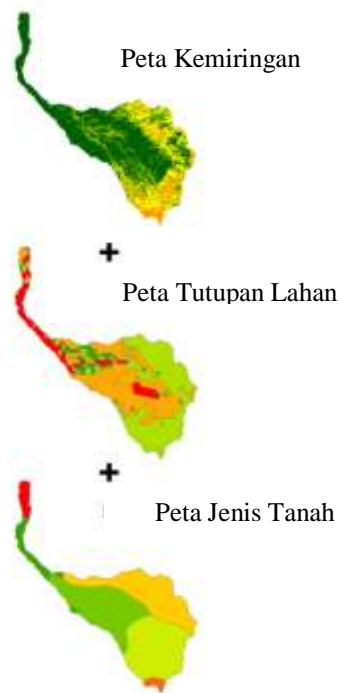 Peta Kemiringan
+
Peta Tutupan Lahan
+
Peta Jenis Tanah